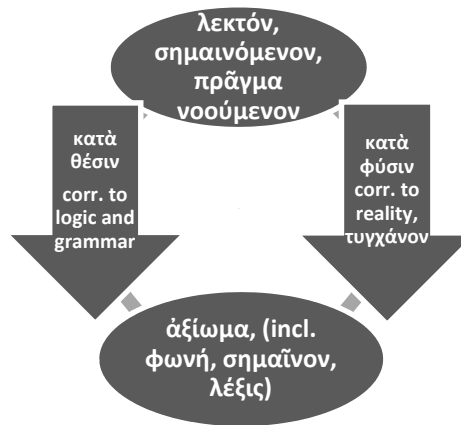 λεκτόν,
σημαινόμενον,
πρᾶγμα
νοούμενον
κατὰ
θέσιν
corr. to
logic and
grammar
κατὰ
φύσιν
corr. to
reality,
τυγχάνον
ἀξίωμα, (incl.
φωνή, σημαῖνον,
λέξις)